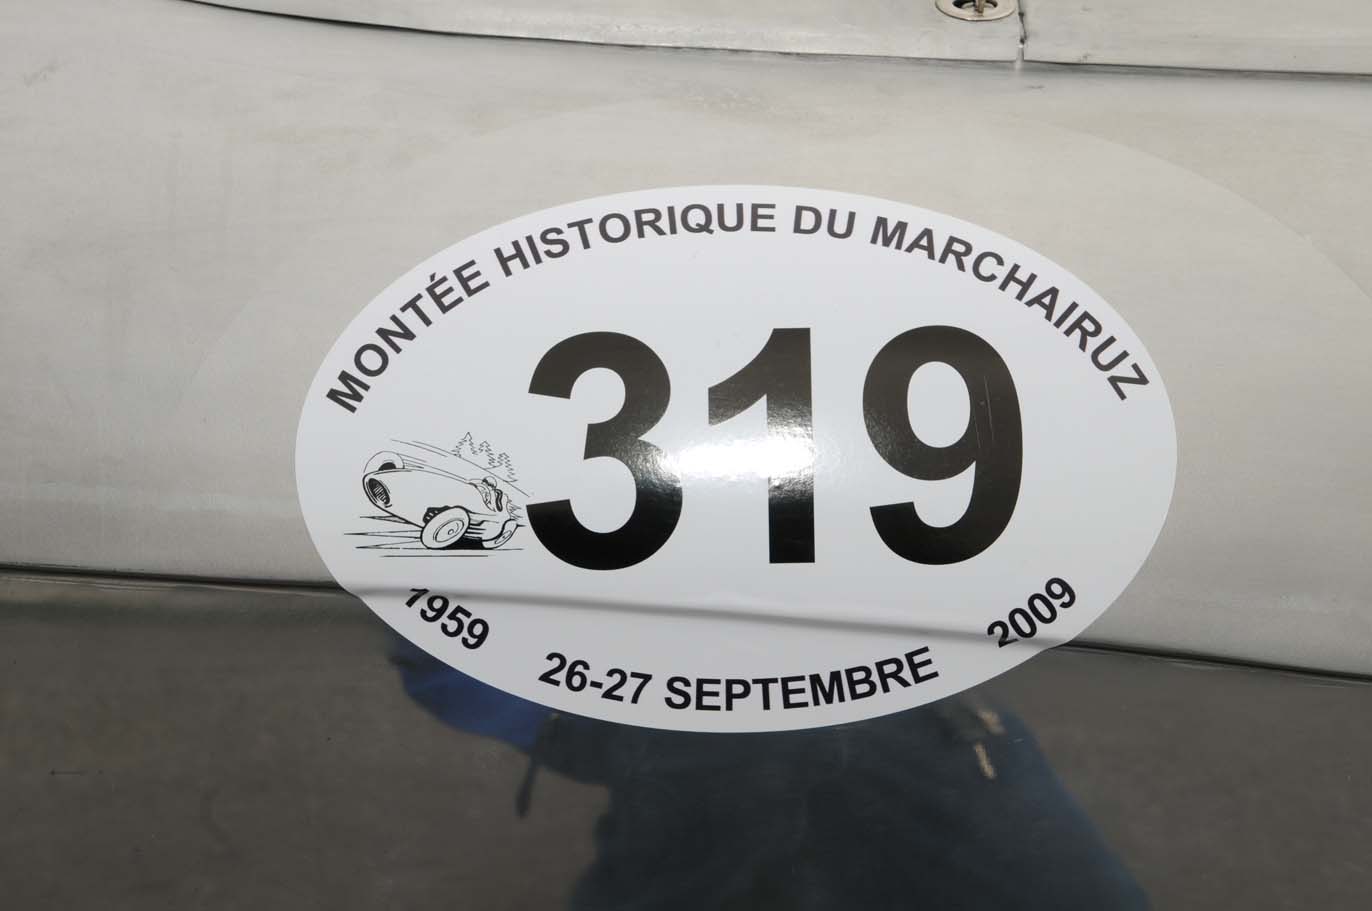 MONTÉE HISTORIQUE DU MARCHAIRUZ
319
1959
26-27 SEPTEMBRE
2009